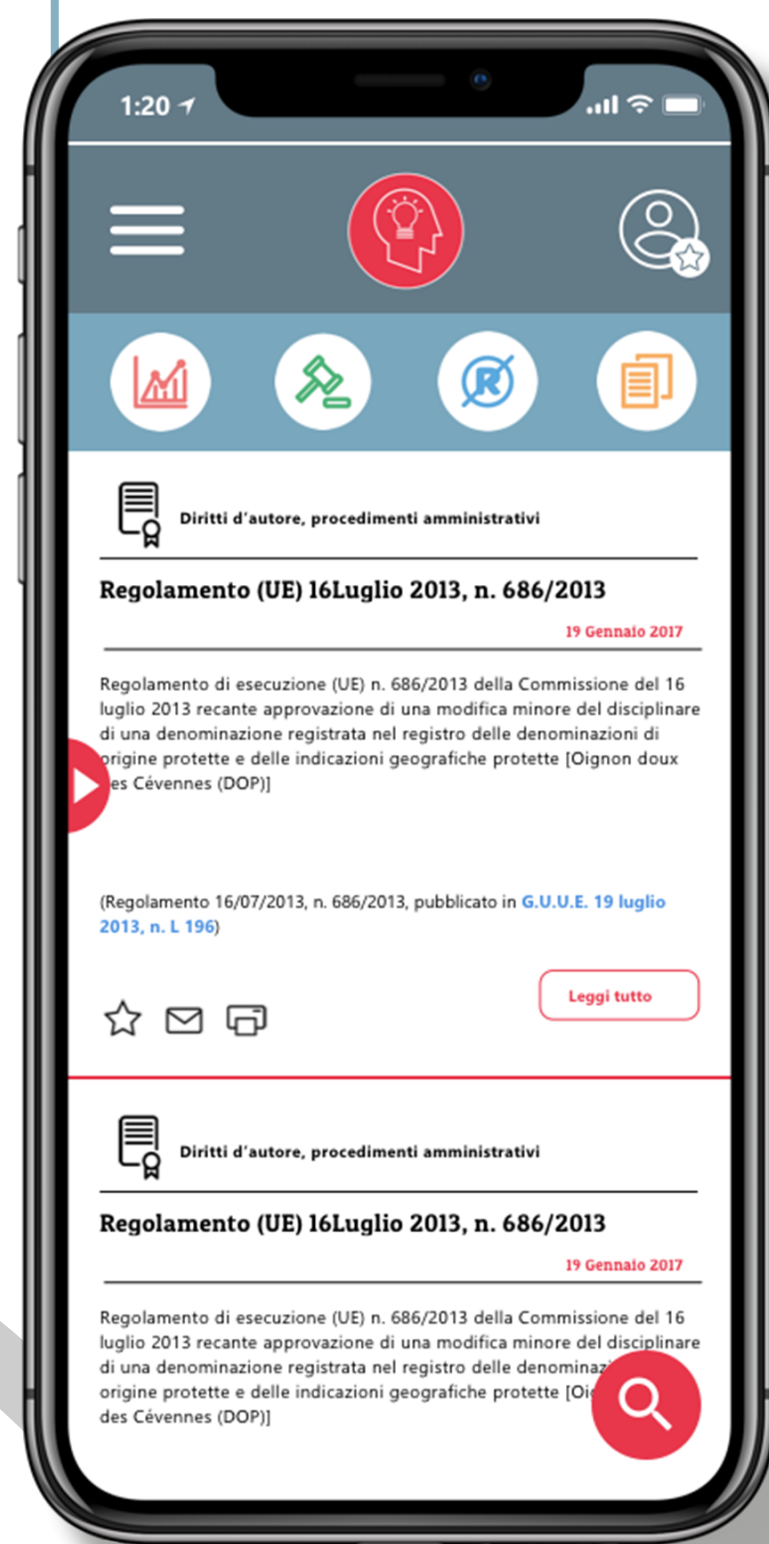 1:20
R
Diritti d'autore, procedimenti amministrativi
Regolamento (UE) 16Luglio 2013, n. 686/2013
19 Gennaio 2017
Regolamento di esecuzione (UE) n. 686/2013 della Commissione del 16
luglio 2013 recante approvazione di una modifica minore del disciplinare
di una denominazione registrata nel registro delle denominazioni di
origine protette e delle indicazioni geografiche protette [Oignon doux
es Cévennes (DOP)]
(Regolamento 16/07/2013, n. 686/2013, pubblicato in G.U.U.E. 19 luglio
2013, n. L 196)
Leggi tutto
Diritti d'autore, procedimenti amministrativi
Regolamento (UE) 16Luglio 2013, n. 686/2013
19 Gennaio 2017
Regolamento di esecuzione (UE) n. 686/2013 della Commissione del 16
luglio 2013 recante approvazione di una modifica minore del disciplinare
di una denominazione registrata nel registro delle
origine protette e delle indicazioni geografiche protette
des Cévennes (DOP)]